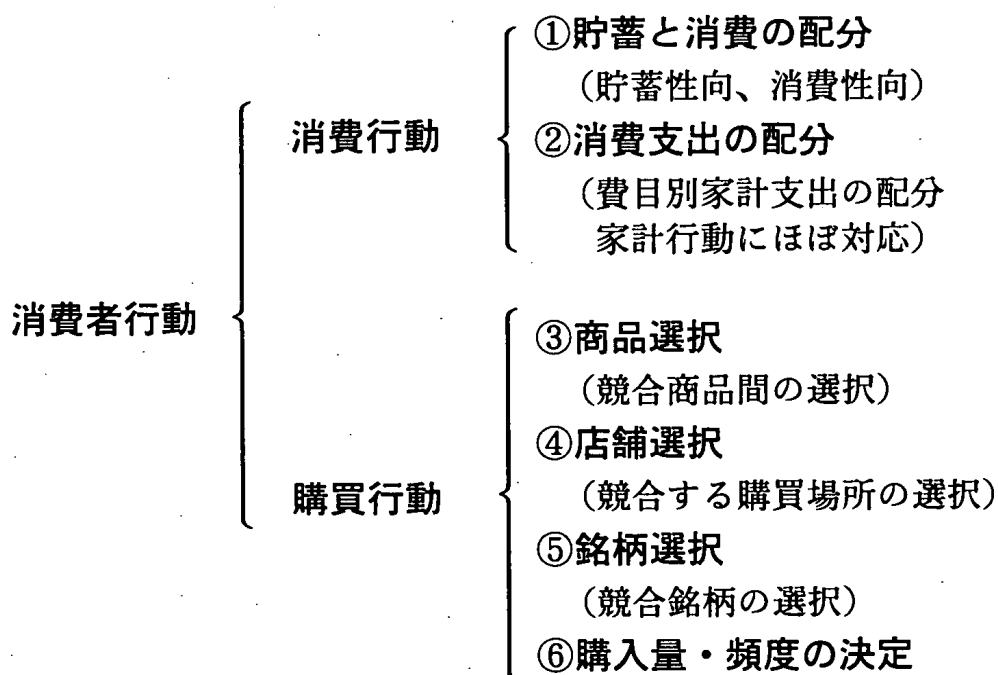 ①貯蓄と消費の配分
（貯蓄性向、消費性向）
消費行動
②消費支出の配分
（費目別家計支出の配分
家計行動にほぼ対応）
消費者行動
③商品選択
（競合商品間の選択）
④店舗選択
購買行動
（競合する購買場所の選択）
⑤銘柄選択
（競合銘柄の選択）
⑥購入量・頻度の決定